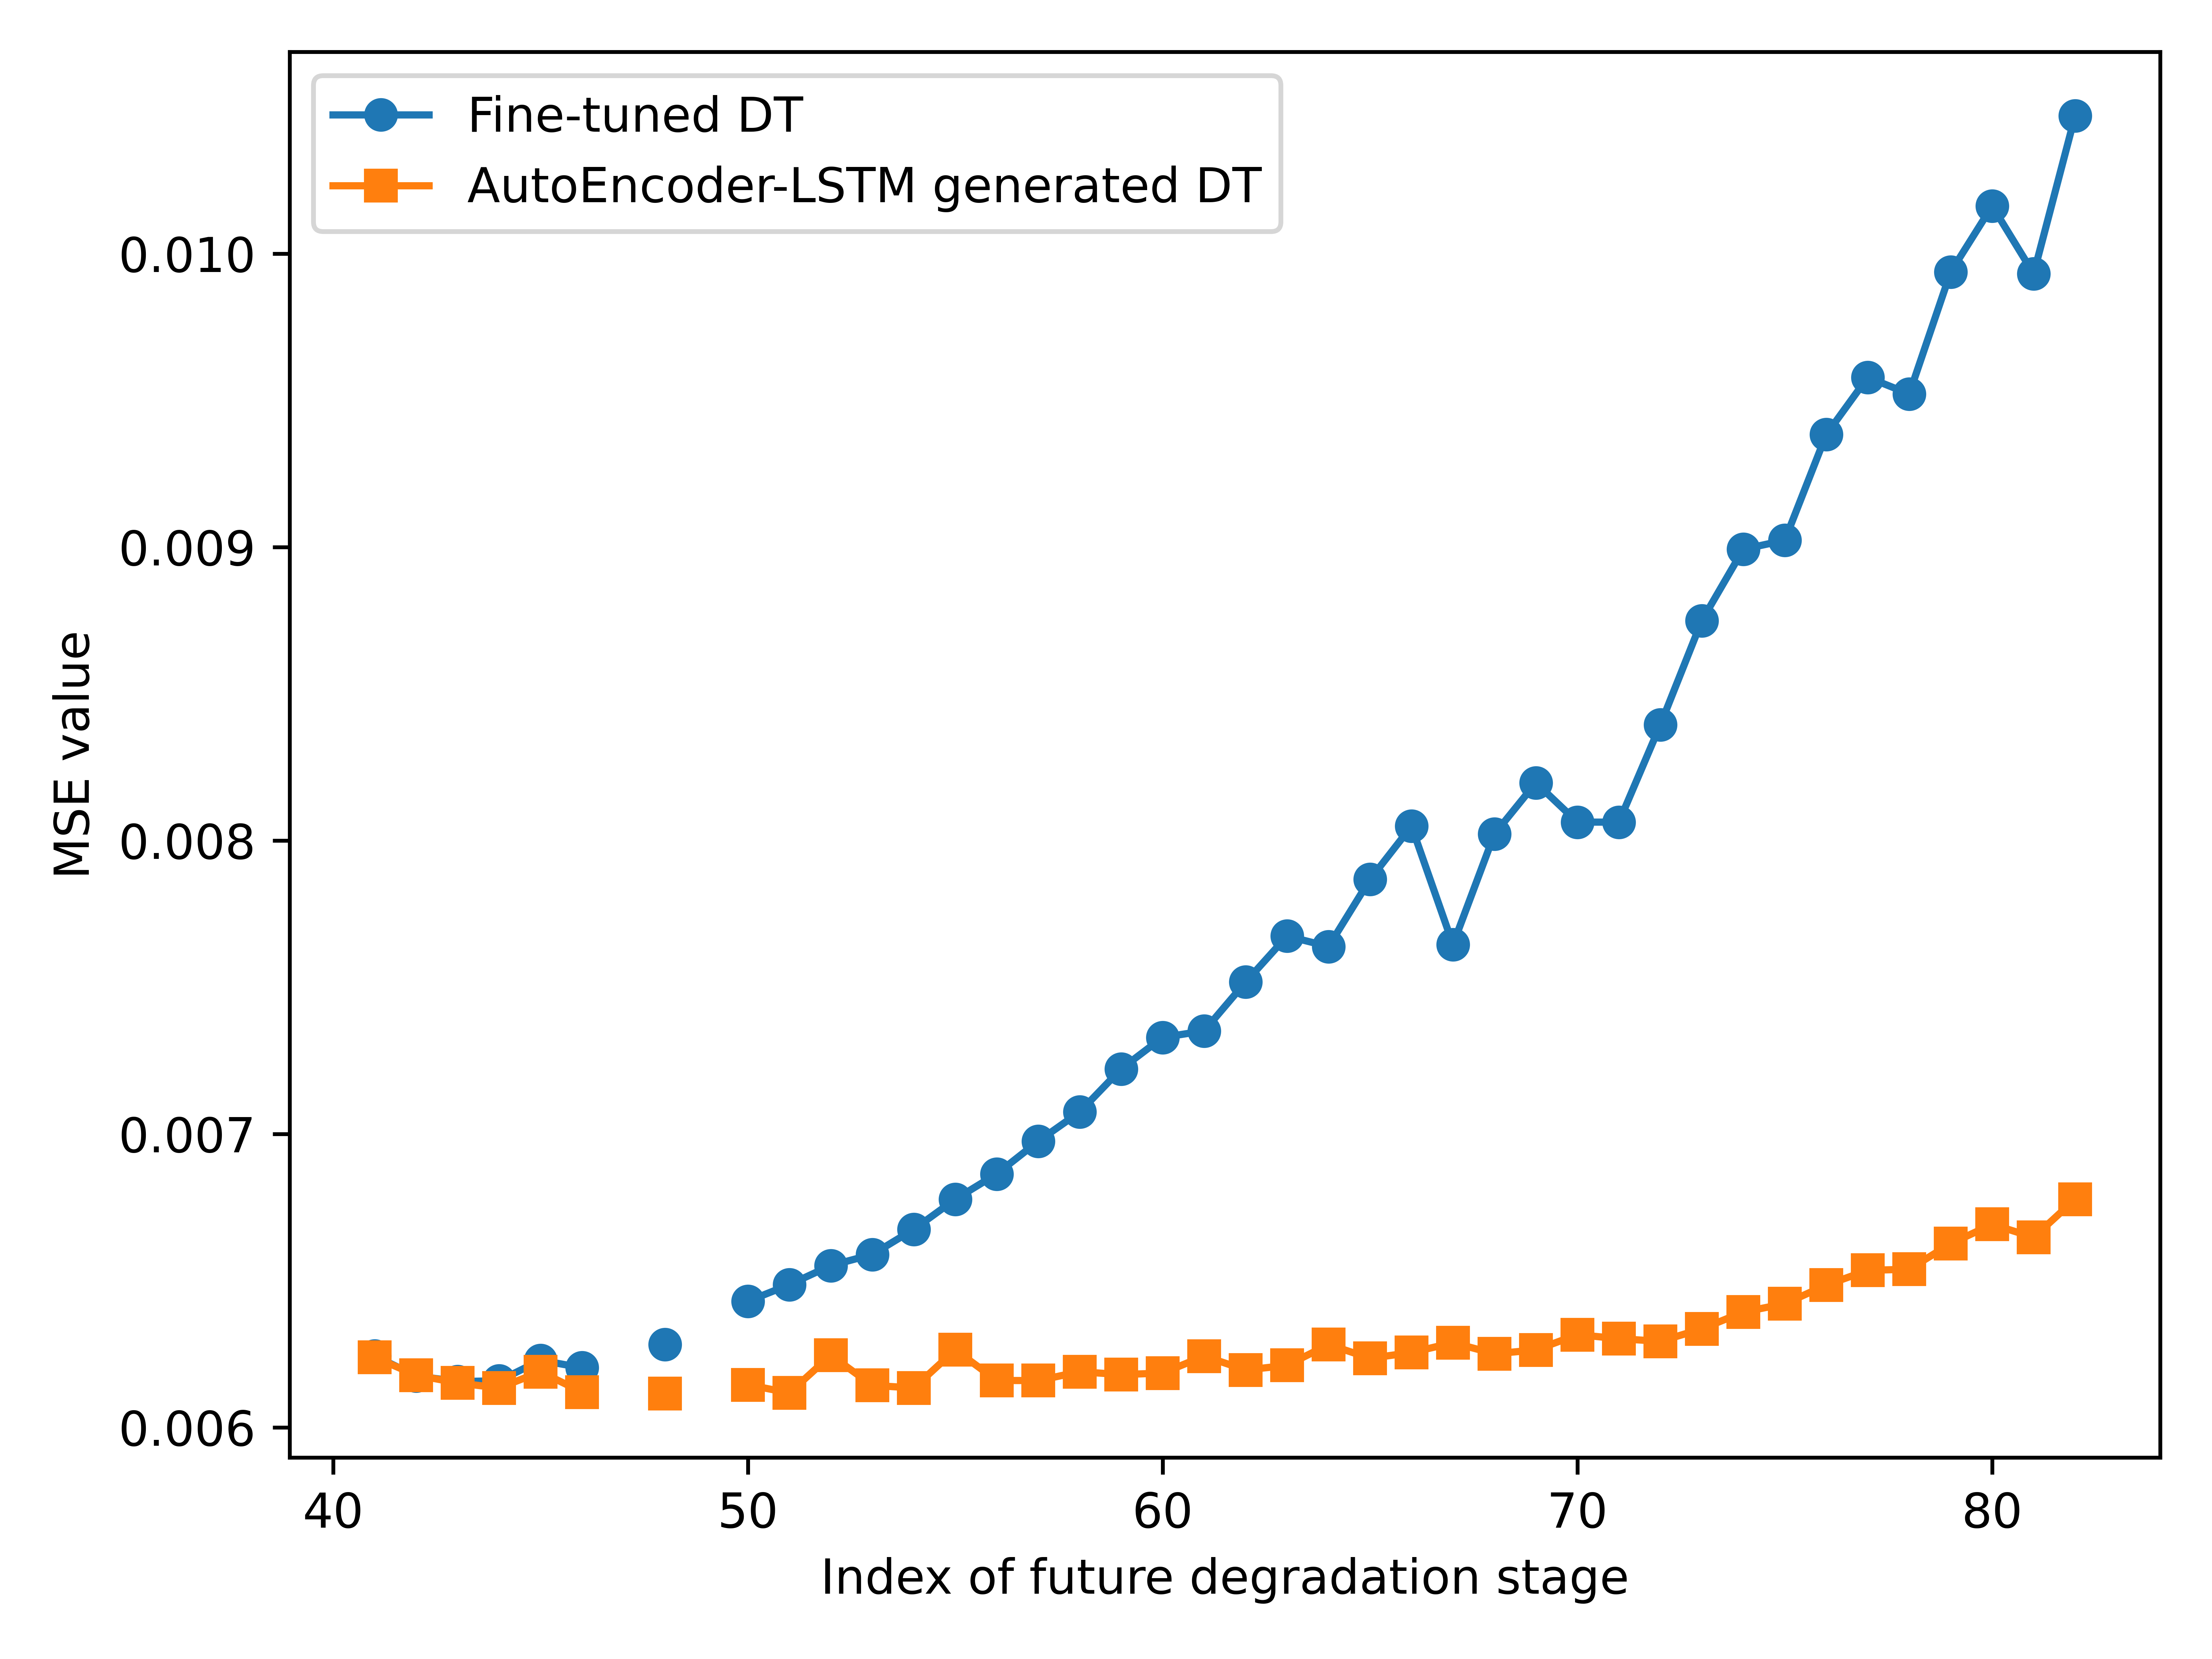 Fine-tuned DT
AutoEncoder-LSTM generated DT
0.010
0.009
0.008
0.007
0.006
MSE value
40 50 60 70 80
Index of future degradation stage